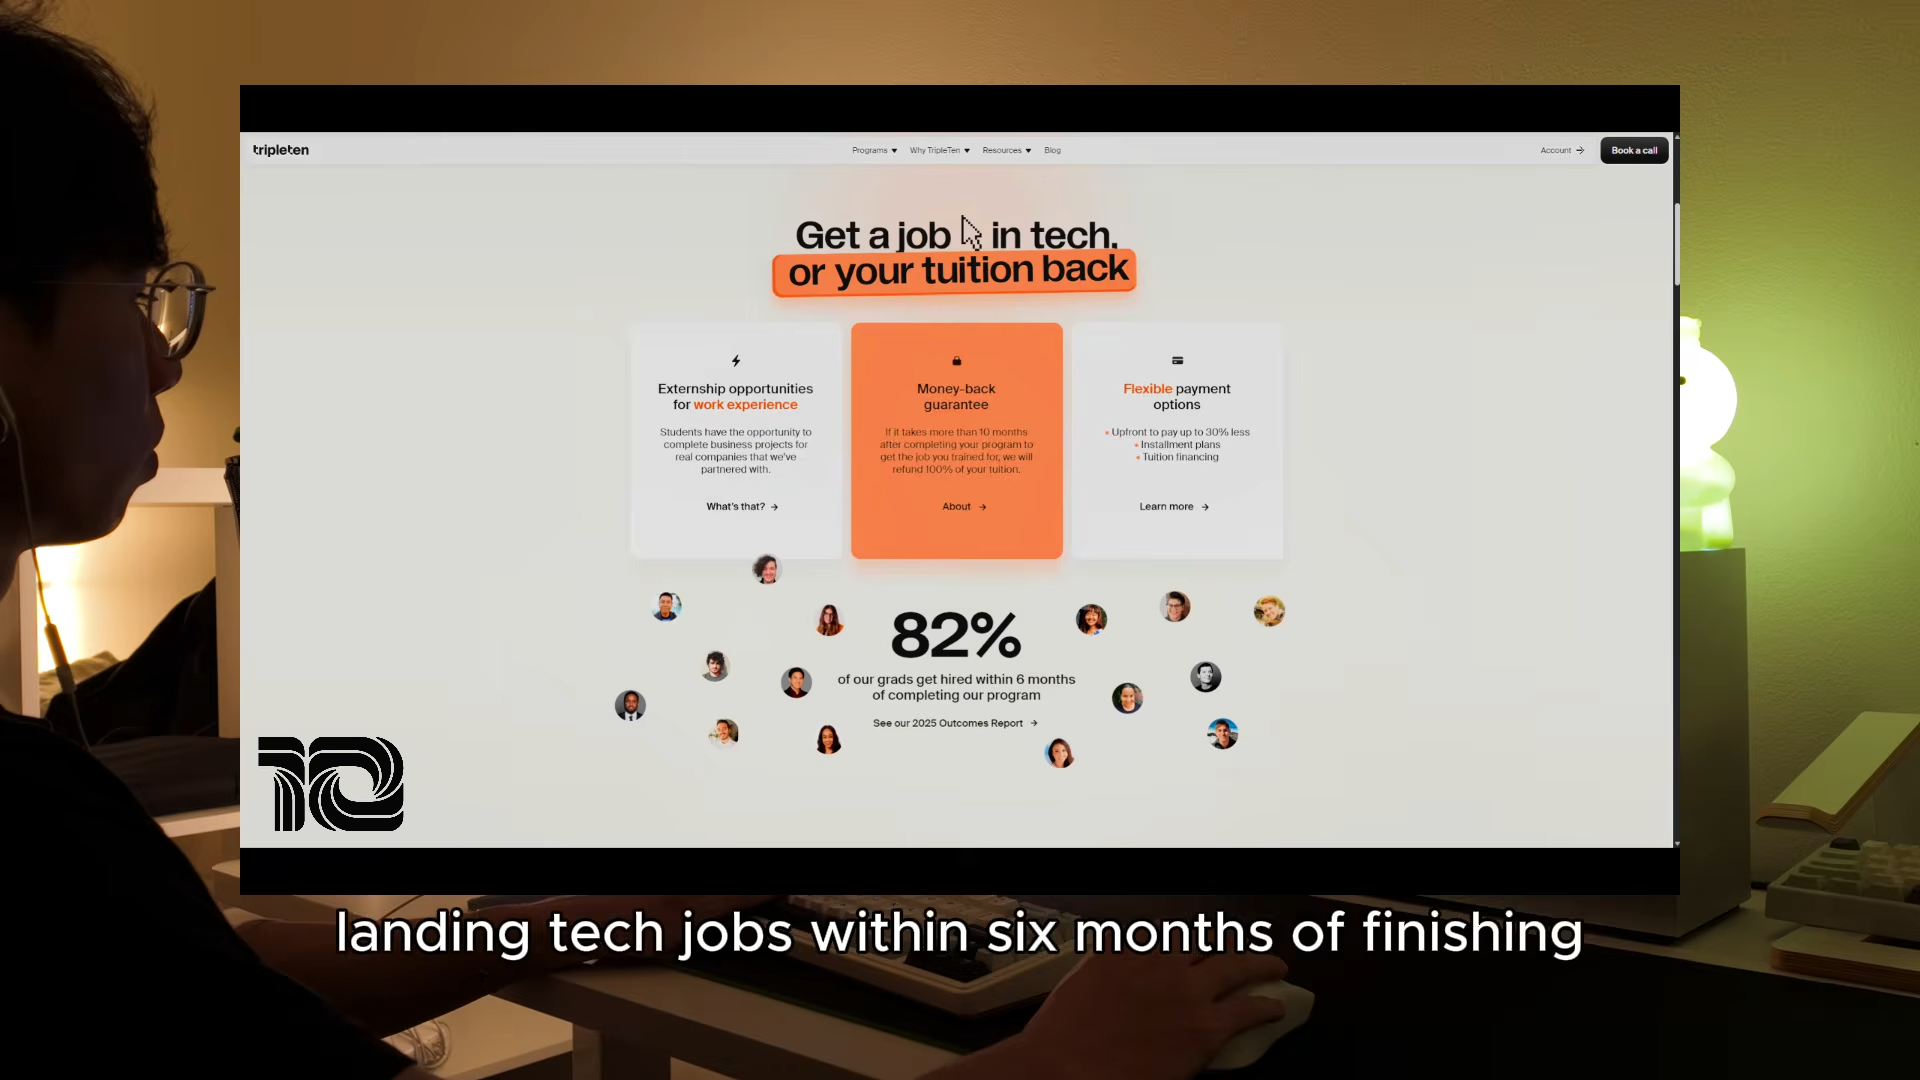 tripleten
Programs
Why TripleTen
Resources
Blog
Account →
Book a call
Get a job in tech,
or your tuition back
Externship opportunities
for work experience
Students have the opportunity to
complete business projects for
real companies that we've
partnered with.
What's that? →
Money-back
guarantee
If it takes more than 10 months
after completing your program to
get the job you trained for, we will
refund 100% of your tuition.
About →
Flexible payment
options
• Upfront to pay up to 30% less
• Installment plans
• Tuition financing
Learn more →
82%
of our grads get hired within 6 months
of completing our program
See our 2025 Outcomes Report →
10
landing tech jobs within six months of finishing